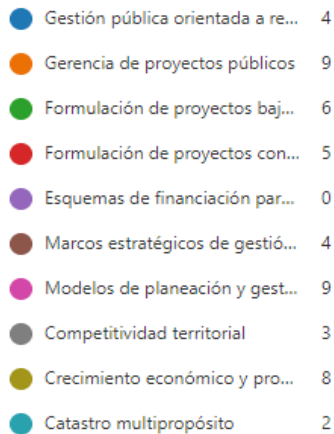 Gestión pública orientada a re... 4
Gerencia de proyectos públicos 9
Formulación de proyectos baj... 6
Formulación de proyectos con... 5
Esquemas de financiación par... 0
Marcos estratégicos de gestió... 4
Modelos de planeación y gest... 9
Competitividad territorial 3
Crecimiento económico y pro... 8
Catastro multipropósito 2